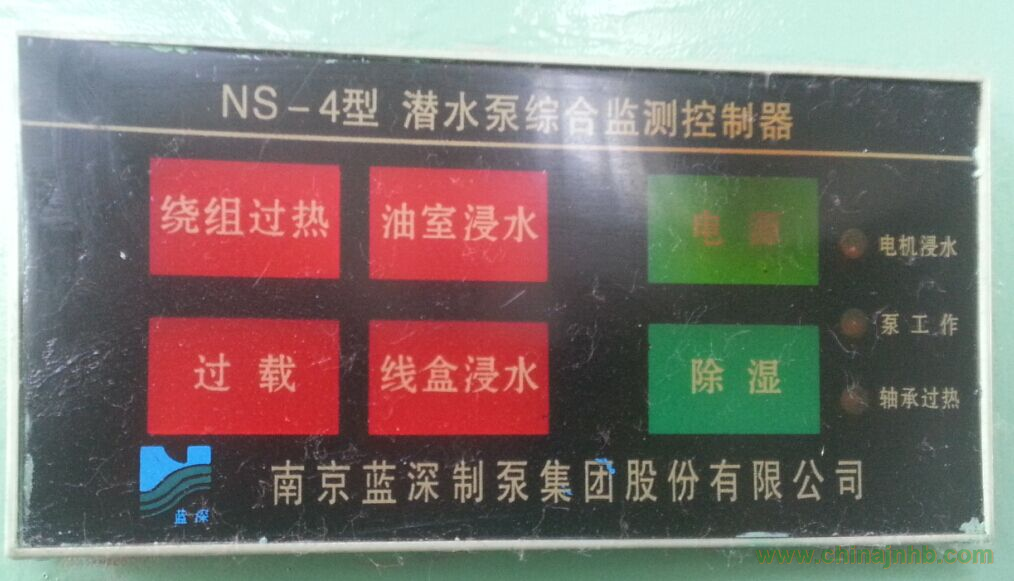 NS-4型 潜水泵综合监测控制器
绕组过热 油室浸水 电源 电机浸水
泵工作
过载 线盒浸水 除湿 轴承过热
蓝深 南京蓝深制泵集团股份有限公司
www.chinajnhb.com